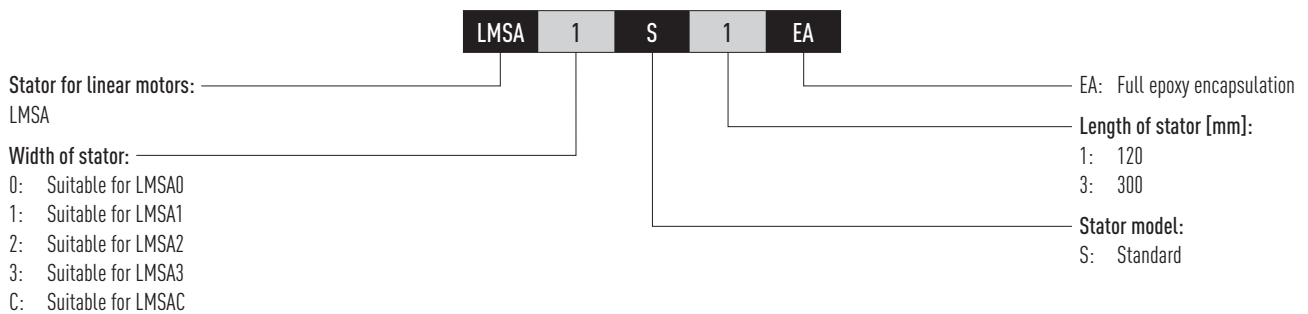 LMSA 1 S 1 EA
Stator for linear motors:
LMSA
Width of stator:
0: Suitable for LMSA0
1: Suitable for LMSA1
2: Suitable for LMSA2
3: Suitable for LMSA3
C: Suitable for LMSAC
EA: Full epoxy encapsulation
Length of stator [mm]:
1: 120
3: 300
Stator model:
S: Standard